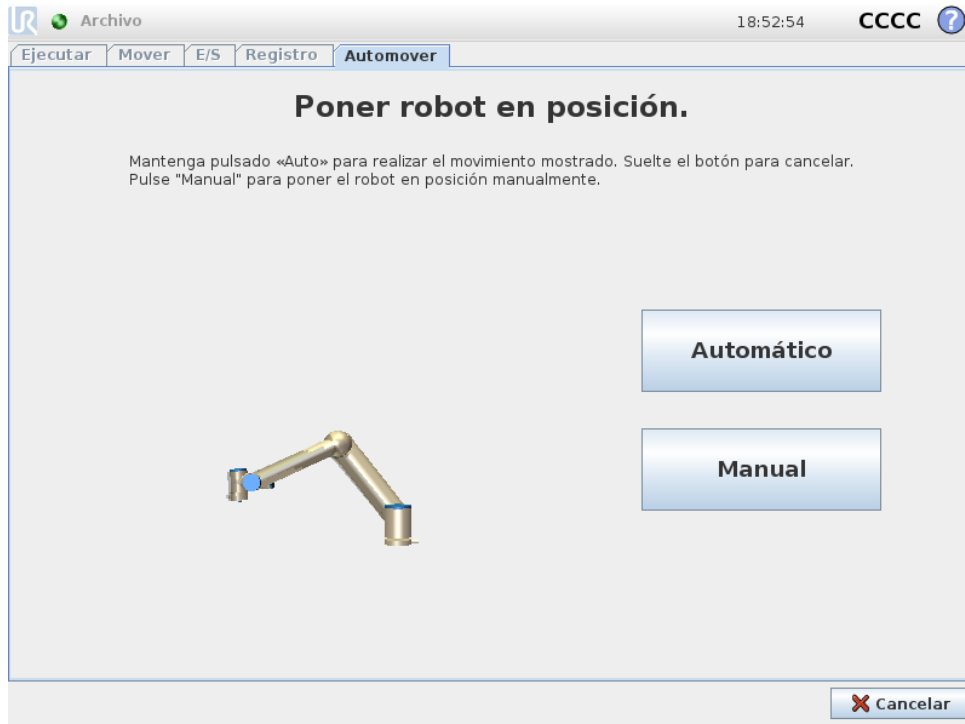 UR Archivo 18:52:54 CCCC ?
Ejecutar Mover E/S Registro Automover
Poner robot en posición.
Mantenga pulsado «Auto» para realizar el movimiento mostrado. Suelte el botón para cancelar.
Pulse "Manual" para poner el robot en posición manualmente.
Automático
Manual
Cancelar